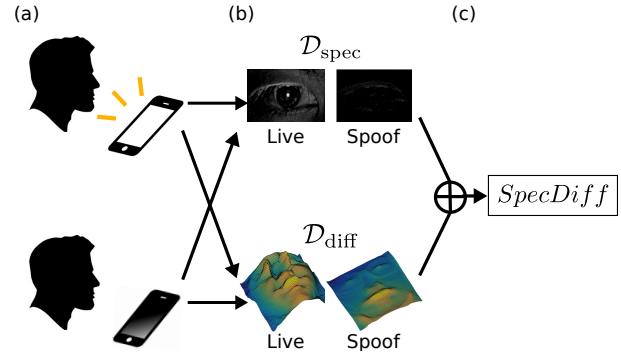 (a)
(b)
(c)
𝒟spec
Live
Spoof
SpecDiff
𝒟diff
Live
Spoof